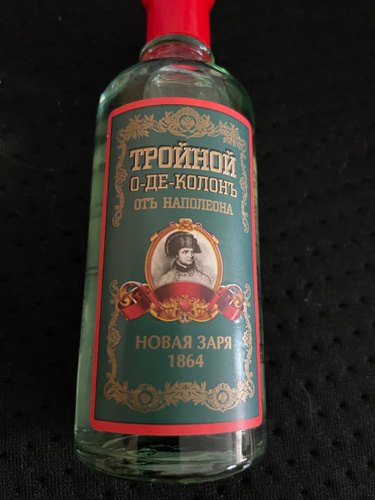 ТРОЙНОЙ
О-ДЕ-КОЛОНЪ
ОТЪ НАПОЛЕОНА
НОВАЯ ЗАРЯ
1864